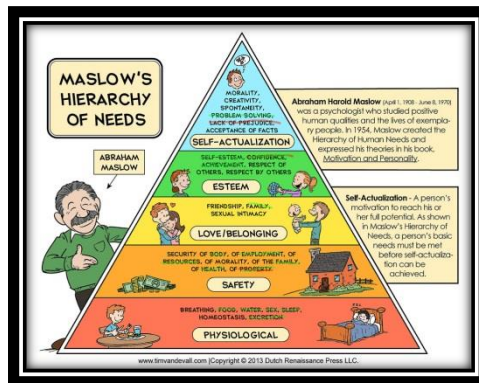 MASLOW'S
HIERARCHY
OF NEEDS
ABRAHAM
MASLOW
MORALITY,
CREATIVITY,
SPONTANEITY,
PROBLEM SOLVING,
LACK OF PREJUDICE,
ACCEPTANCE OF FACTS
SELF-ACTUALIZATION
SELF-ESTEEM, CONFIDENCE,
ACHIEVEMENT, RESPECT OF
OTHERS, RESPECT BY OTHERS
ESTEEM
FRIENDSHIP, FAMILY,
SEXUAL INTIMACY
LOVE/BELONGING
SECURITY OF BODY, OF EMPLOYMENT, OF
RESOURCES, OF MORALITY, OF THE FAMILY,
OF HEALTH, OF PROPERTY
SAFETY
BREATHING, FOOD, WATER, SEX, SLEEP,
HOMEOSTASIS, EXCRETION
PHYSIOLOGICAL
Abraham Harold Maslow (April 1, 1908 - June 8, 1970)
was a psychologist who studied positive
human qualities and the lives of exempla-
ry people. In 1954, Maslow created the
Hierarchy of Human Needs and
expressed his theories in his book,
Motivation and Personality.
Self-Actualization - A person's
motivation to reach his or
her full potential. As shown
in Maslow's Hierarchy of
Needs, a person's basic
needs must be met
before self-actualiza-
tion can be
achieved.
www.timvandevall.com |Copyright © 2013 Dutch Renaissance Press LLC.